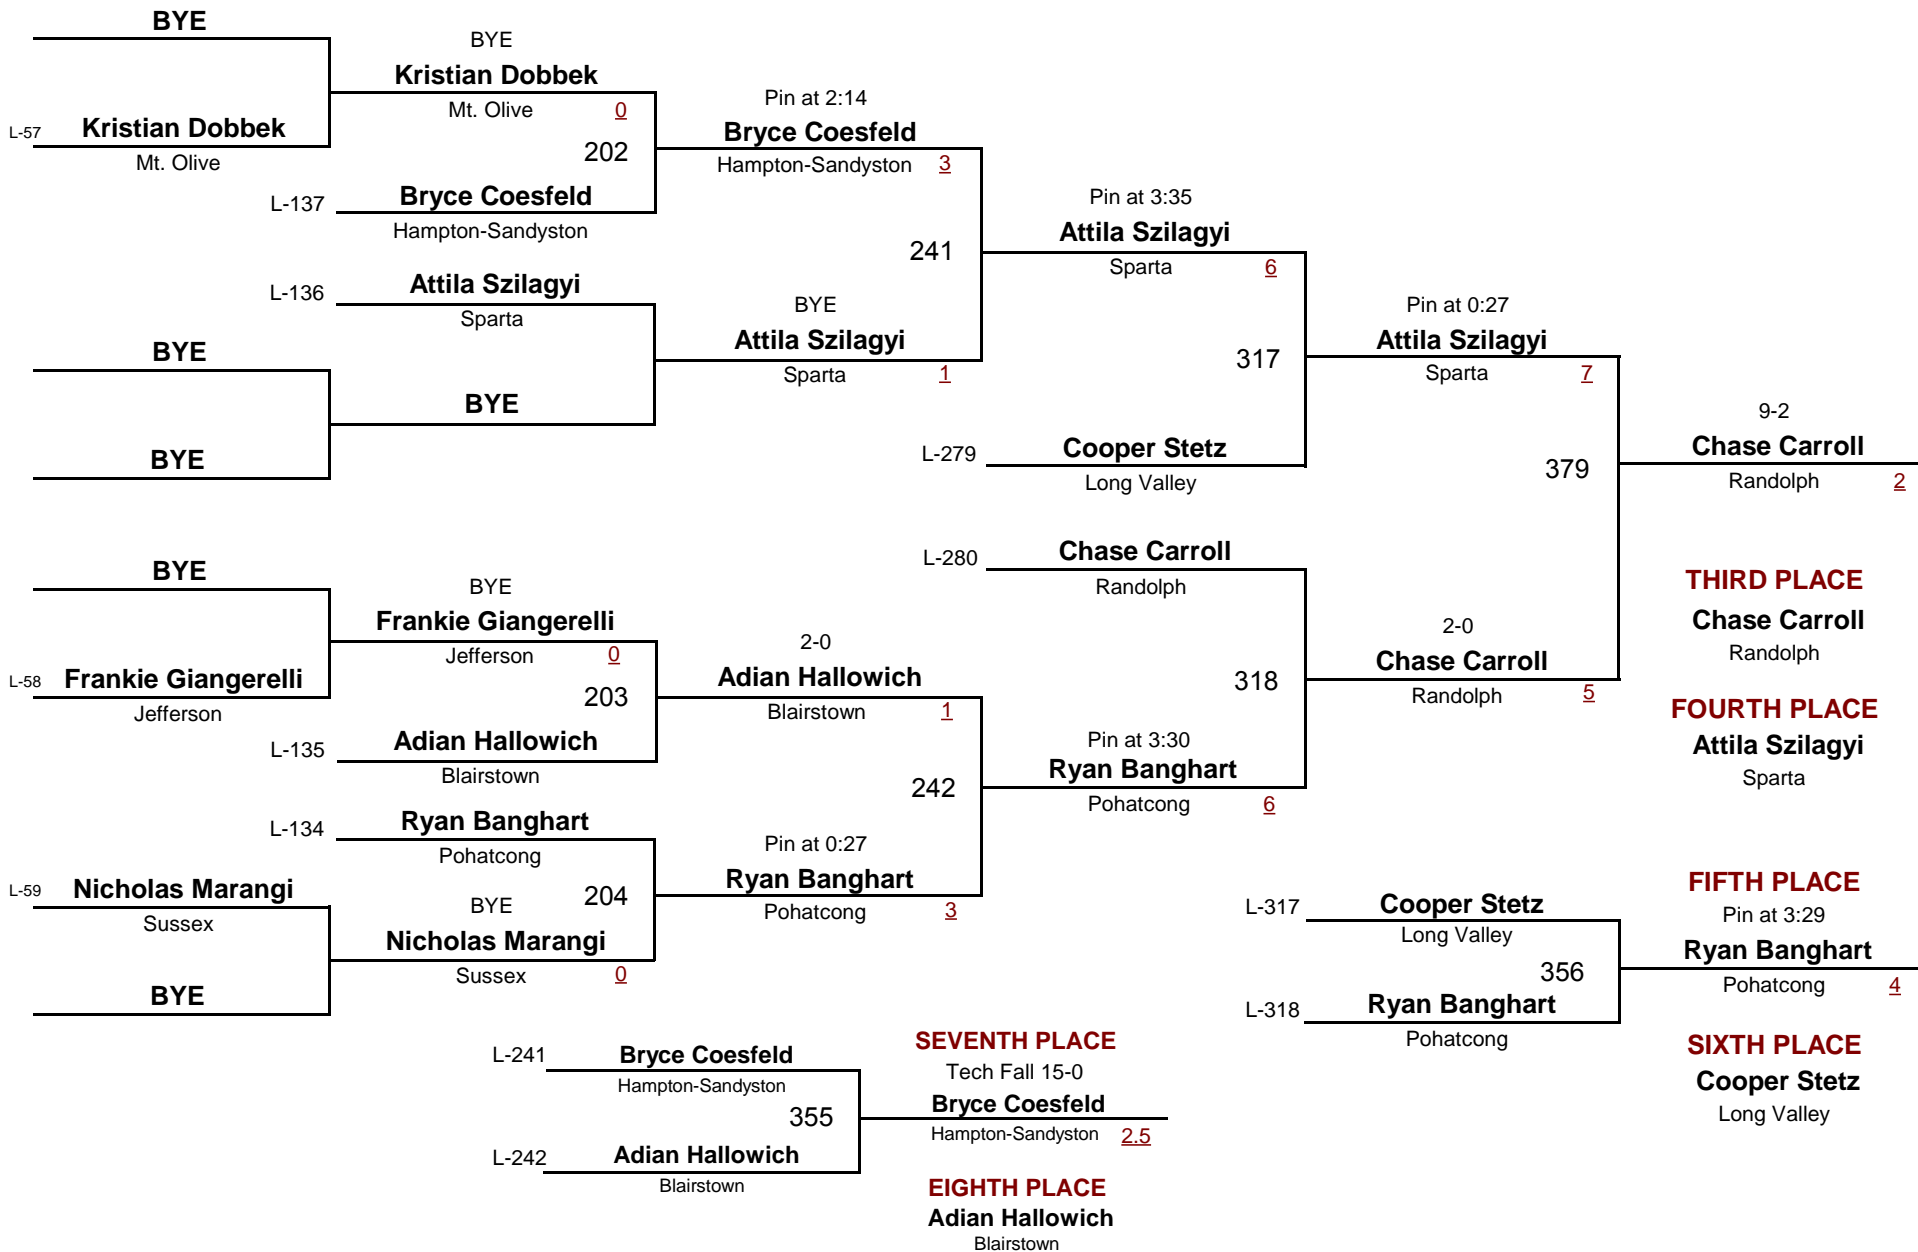 BYE
L-57 Kristian Dobbek
Mt. Olive
BYE
Kristian Dobbek
Mt. Olive 0
202
L-137 Bryce Coesfeld
Hampton-Sandyston
Pin at 2:14
Bryce Coesfeld
Hampton-Sandyston 3
241
L-136 Attila Szilagyi
Sparta
BYE
BYE
BYE
BYE
Attila Szilagyi
Sparta 1
Pin at 3:35
Attila Szilagyi
Sparta 6
317
L-279 Cooper Stetz
Long Valley
Pin at 0:27
Attila Szilagyi
Sparta 7
379
9-2
Chase Carroll
Randolph 2
BYE
L-58 Frankie Giangerelli
Jefferson
BYE
Frankie Giangerelli
Jefferson 0
203
L-135 Adian Hallowich
Blairstown
2-0
Adian Hallowich
Blairstown 1
242
L-134 Ryan Banghart
Pohatcong
204
L-59 Nicholas Marangi
Sussex
BYE
BYE
Nicholas Marangi
Sussex 0
Pin at 0:27
Ryan Banghart
Pohatcong 3
L-280 Chase Carroll
Randolph
318
Pin at 3:30
Ryan Banghart
Pohatcong 6
2-0
Chase Carroll
Randolph 5
THIRD PLACE
Chase Carroll
Randolph
FOURTH PLACE
Attila Szilagyi
Sparta
L-317 Cooper Stetz
Long Valley
356
L-318 Ryan Banghart
Pohatcong
FIFTH PLACE
Pin at 3:29
Ryan Banghart
Pohatcong 4
SIXTH PLACE
Cooper Stetz
Long Valley
L-241 Bryce Coesfeld
Hampton-Sandyston
355
L-242 Adian Hallowich
Blairstown
SEVENTH PLACE
Tech Fall 15-0
Bryce Coesfeld
Hampton-Sandyston 2.5
EIGHTH PLACE
Adian Hallowich
Blairstown